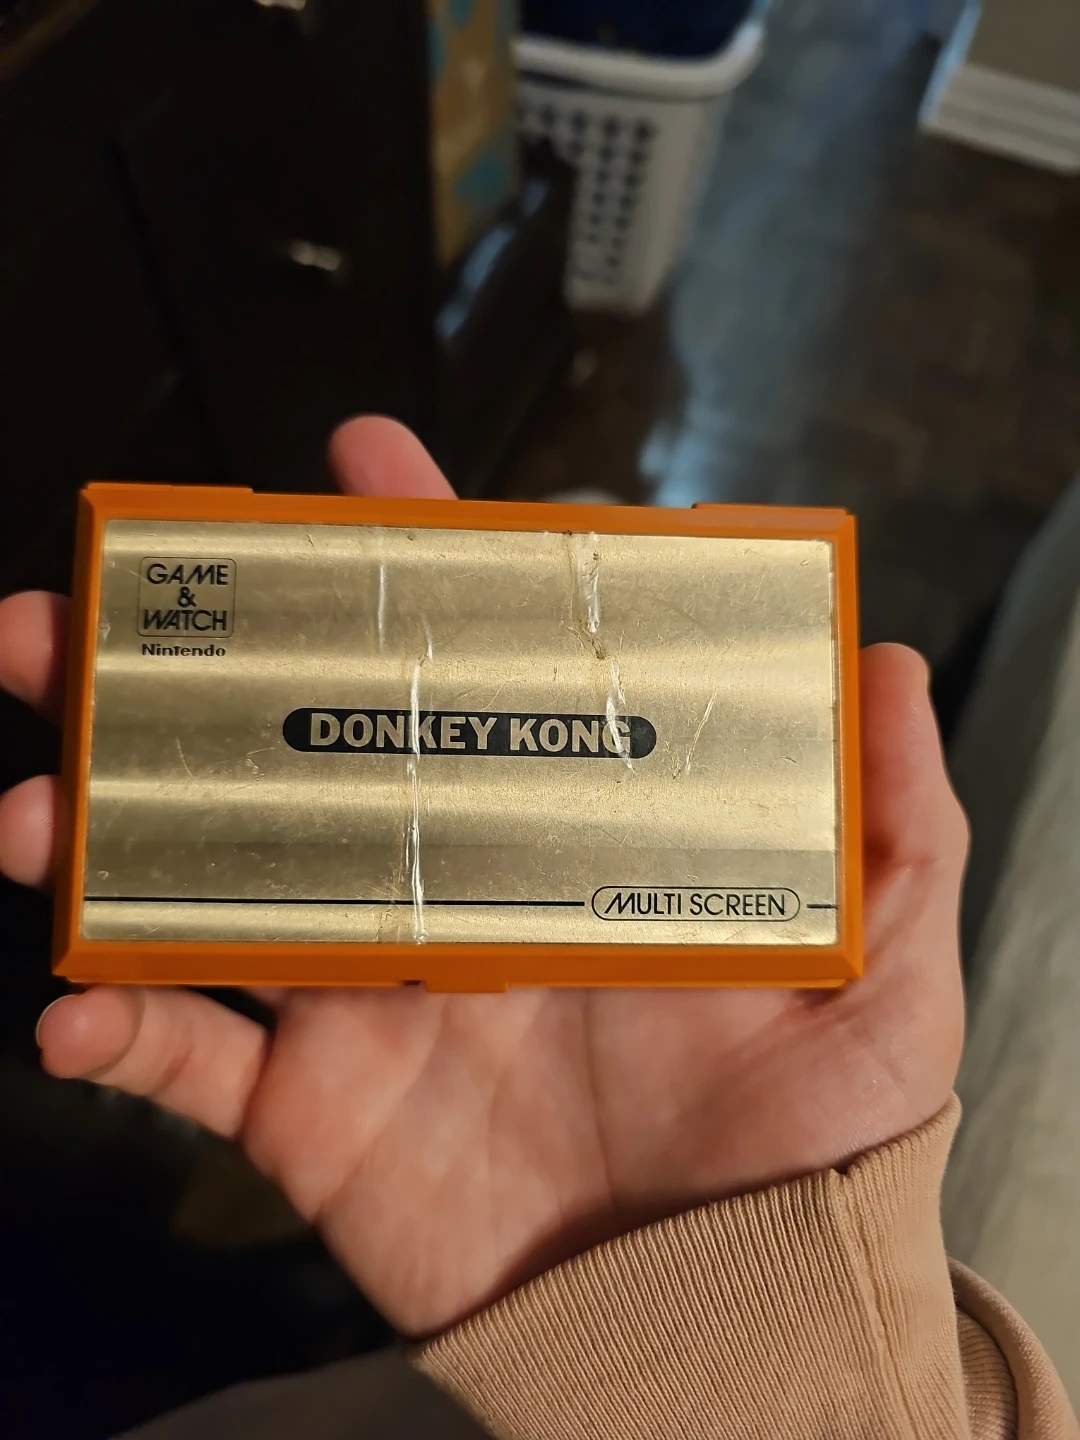 GAME
&
WATCH
Nintendo
DONKEY KONG
MULTI SCREEN